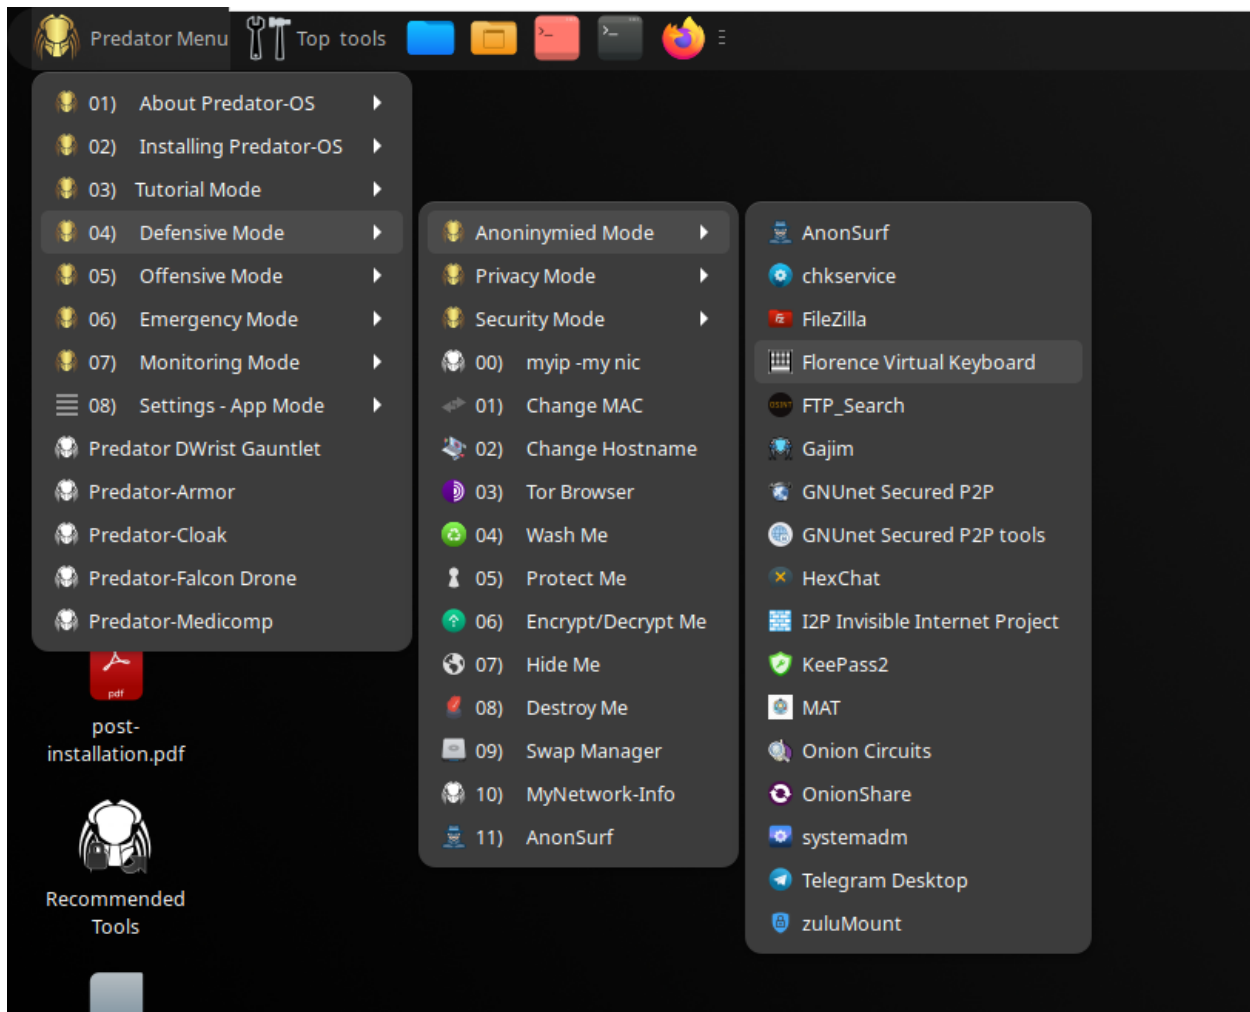 Predator Menu
Top tools
01) About Predator-OS
02) Installing Predator-OS
03) Tutorial Mode
04) Defensive Mode
05) Offensive Mode
06) Emergency Mode
07) Monitoring Mode
08) Settings - App Mode
Predator DWrist Gauntlet
Predator-Armor
Predator-Cloak
Predator-Falcon Drone
Predator-Medicomp
Anoninymied Mode
Privacy Mode
Security Mode
00) myip -my nic
01) Change MAC
02) Change Hostname
03) Tor Browser
04) Wash Me
05) Protect Me
06) Encrypt/Decrypt Me
07) Hide Me
08) Destroy Me
09) Swap Manager
10) MyNetwork-Info
11) AnonSurf
AnonSurf
chkservice
FileZilla
Florence Virtual Keyboard
FTP_Search
Gajim
GNUnet Secured P2P
GNUnet Secured P2P tools
HexChat
I2P Invisible Internet Project
KeePass2
MAT
Onion Circuits
OnionShare
systemadm
Telegram Desktop
zuluMount
pdf
post-
installation.pdf
Recommended
Tools